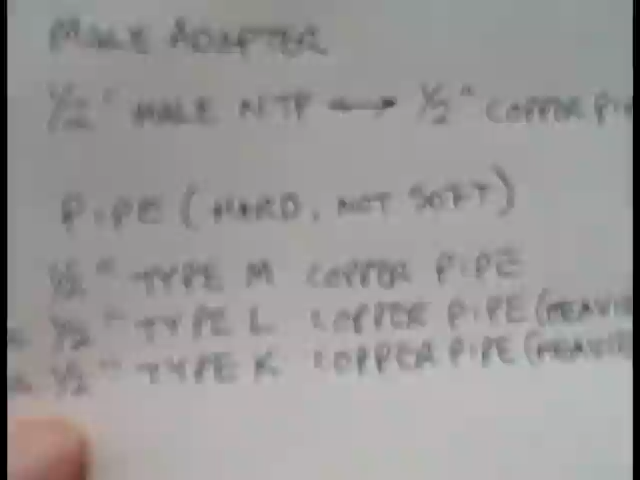 MALE ADAPTER
1/2" MALE NTP ↔ 1/2" COPPER
PIPE (HARD, NOT SOFT)
1/2" TYPE M COPPER PIPE
1/2" TYPE L COPPER PIPE
1/2" TYPE K COPPER PIPE